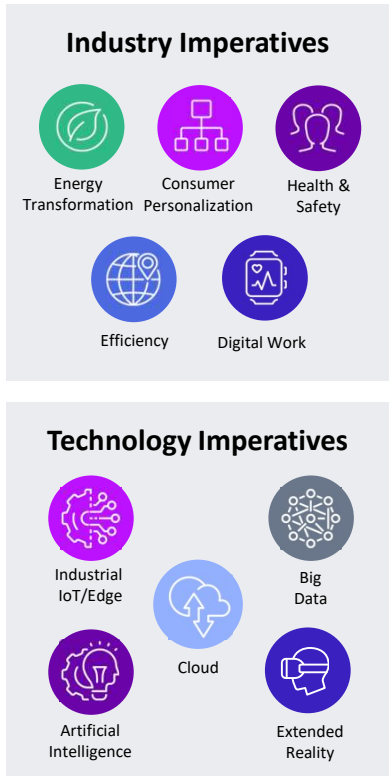 Industry Imperatives
Energy
Transformation
Consumer
Personalization
Health &
Safety
Efficiency
Digital Work
Technology Imperatives
Industrial
IoT/Edge
Big
Data
Cloud
Artificial
Intelligence
Extended
Reality